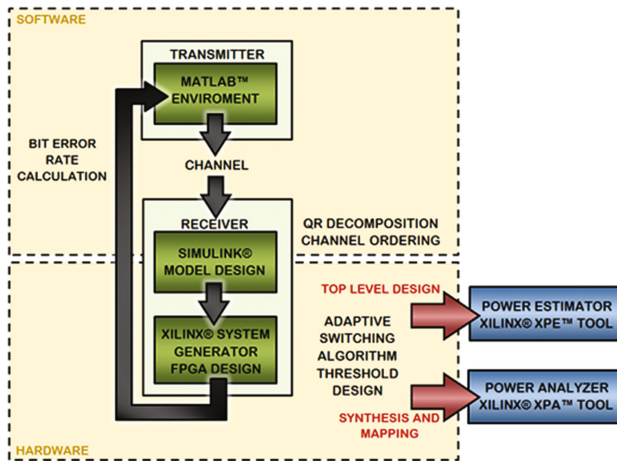 SOFTWARE
TRANSMITTER
MATLAB™
ENVIROMENT
BIT ERROR
RATE
CALCULATION
CHANNEL
RECEIVER
QR DECOMPOSITION
CHANNEL ORDERING
SIMULINK®
MODEL DESIGN
XILINX® SYSTEM
GENERATOR
FPGA DESIGN
TOP LEVEL DESIGN
ADAPTIVE
SWITCHING
ALGORITHM
THRESHOLD
DESIGN
SYNTHESIS AND
MAPPING
POWER ESTIMATOR
XILINX® XPE™ TOOL
POWER ANALYZER
XILINX® XPA™ TOOL
HARDWARE